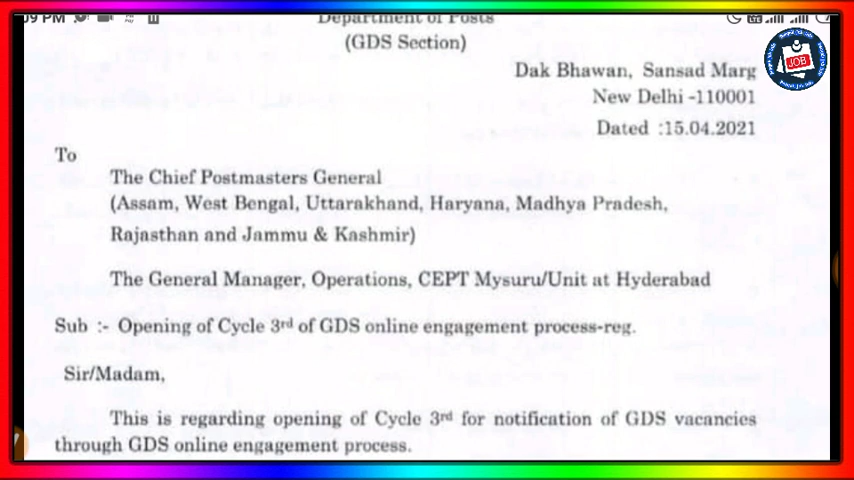 09 PM
Department of Posts
(GDS Section)
Dak Bhawan, Sansad Marg
New Delhi -110001
Dated :15.04.2021
To
The Chief Postmasters General
(Assam, West Bengal, Uttarakhand, Haryana, Madhya Pradesh,
Rajasthan and Jammu & Kashmir)
The General Manager, Operations, CEPT Mysuru/Unit at Hyderabad
Sub :- Opening of Cycle 3rd of GDS online engagement process-reg.
Sir/Madam,
This is regarding opening of Cycle 3rd for notification of GDS vacancies
through GDS online engagement process.
JOB